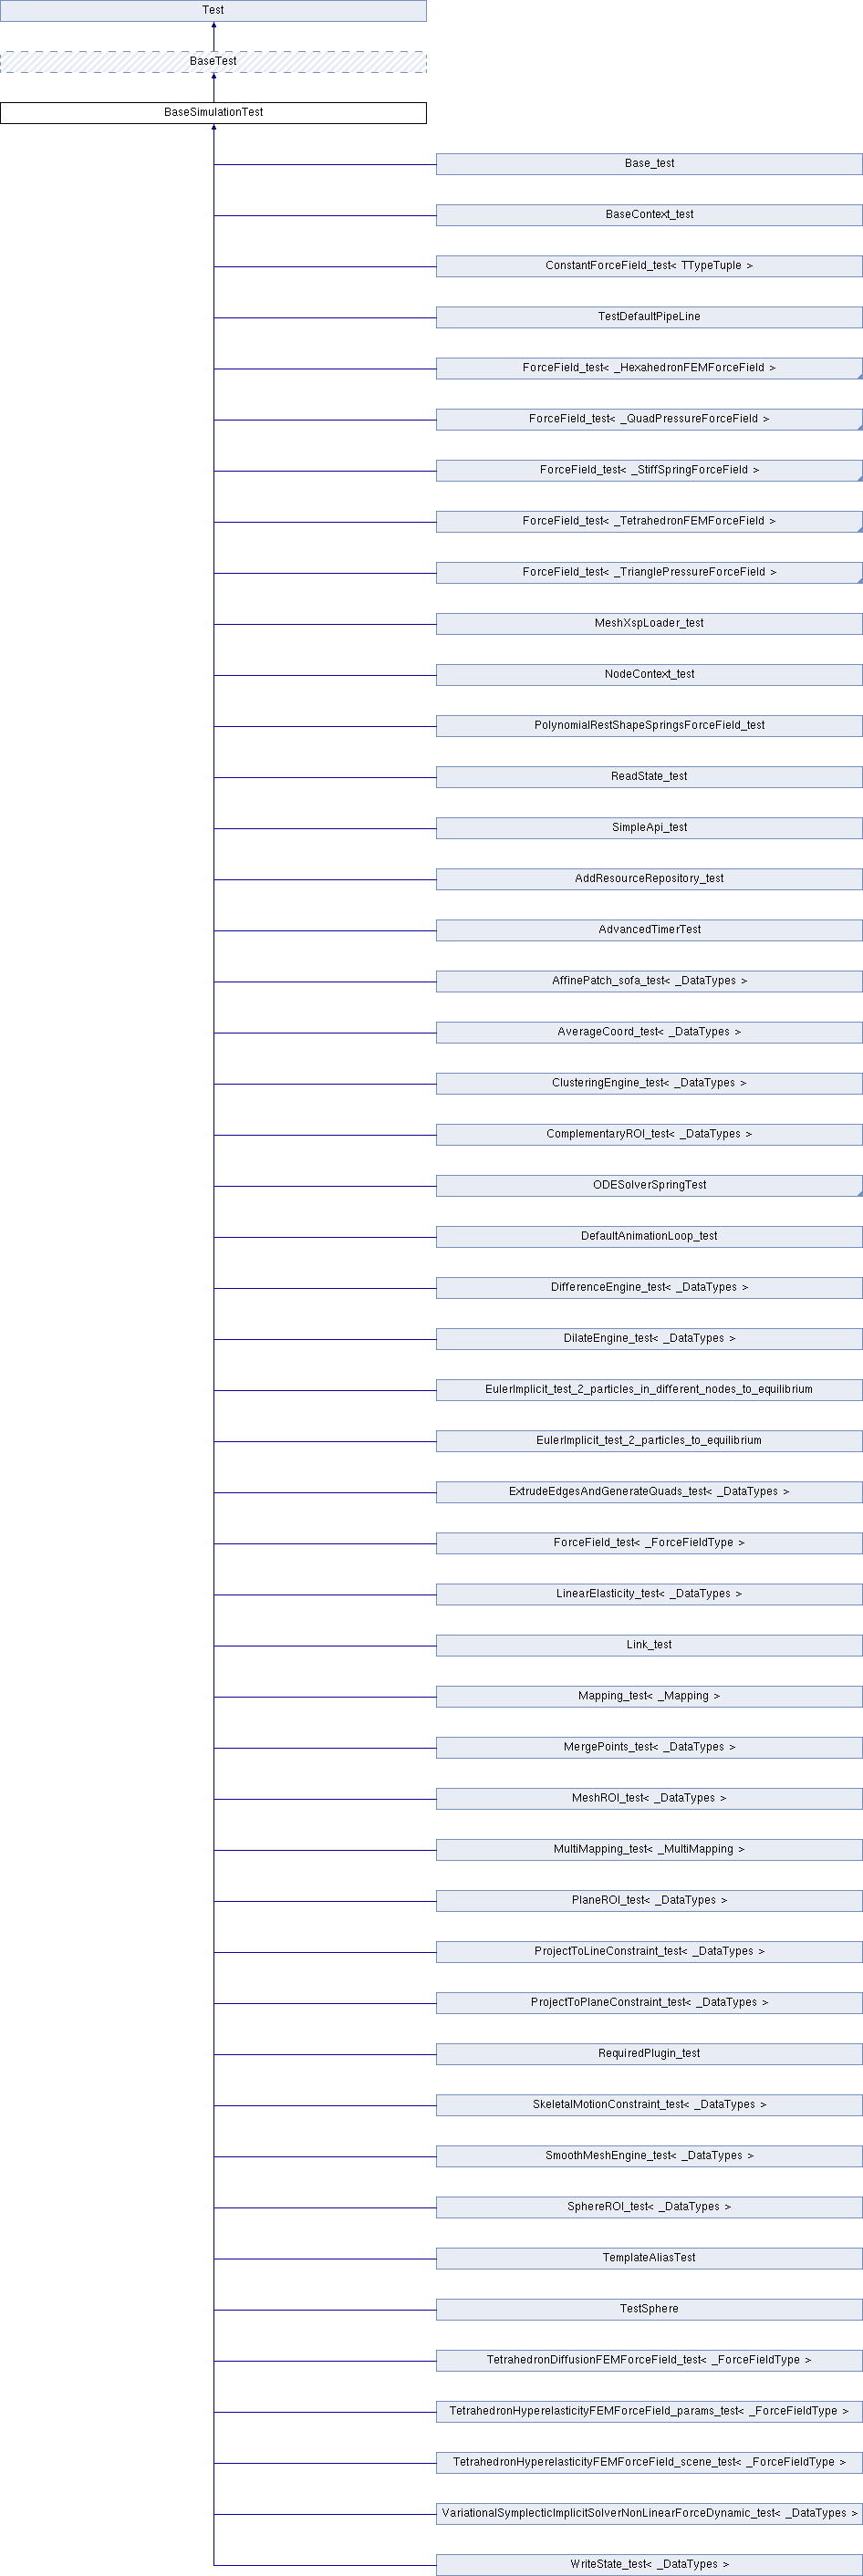 Test
BaseTest
BaseSimulationTest
Base_test
BaseContext_test
ConstantForceField_test< TTypeTuple >
TestDefaultPipeLine
ForceField_test< _HexahedronFEMForceField >
ForceField_test< _QuadPressureForceField >
ForceField_test< _StiffSpringForceField >
ForceField_test< _TetrahedronFEMForceField >
ForceField_test< _TrianglePressureForceField >
MeshXspLoader_test
NodeContext_test
PolynomialRestShapeSpringsForceField_test
ReadState_test
SimpleApi_test
AddResourceRepository_test
AdvancedTimerTest
AffinePatch_sofa_test< _DataTypes >
AverageCoord_test< _DataTypes >
ClusteringEngine_test< _DataTypes >
ComplementaryROI_test< _DataTypes >
ODESolverSpringTest
DefaultAnimationLoop_test
DifferenceEngine_test< _DataTypes >
DilateEngine_test< _DataTypes >
EulerImplicit_test_2_particles_in_different_nodes_to_equilibrium
EulerImplicit_test_2_particles_to_equilibrium
ExtrudeEdgesAndGenerateQuads_test< _DataTypes >
ForceField_test< _ForceFieldType >
LinearElasticity_test< _DataTypes >
Link_test
Mapping_test< _Mapping >
MergePoints_test< _DataTypes >
MeshROI_test< _DataTypes >
MultiMapping_test< _MultiMapping >
PlaneROI_test< _DataTypes >
ProjectToLineConstraint_test< _DataTypes >
ProjectToPlaneConstraint_test< _DataTypes >
RequiredPlugin_test
SkeletalMotionConstraint_test< _DataTypes >
SmoothMeshEngine_test< _DataTypes >
SphereROI_test< _DataTypes >
TemplateAliasTest
TestSphere
TetrahedronDiffusionFEMForceField_test< _ForceFieldType >
TetrahedronHyperelasticityFEMForceField_params_test< _ForceFieldType >
TetrahedronHyperelasticityFEMForceField_scene_test< _ForceFieldType >
VariationalSymplecticImplicitSolverNonLinearForceDynamic_test< _DataTypes >
WriteState_test< _DataTypes >